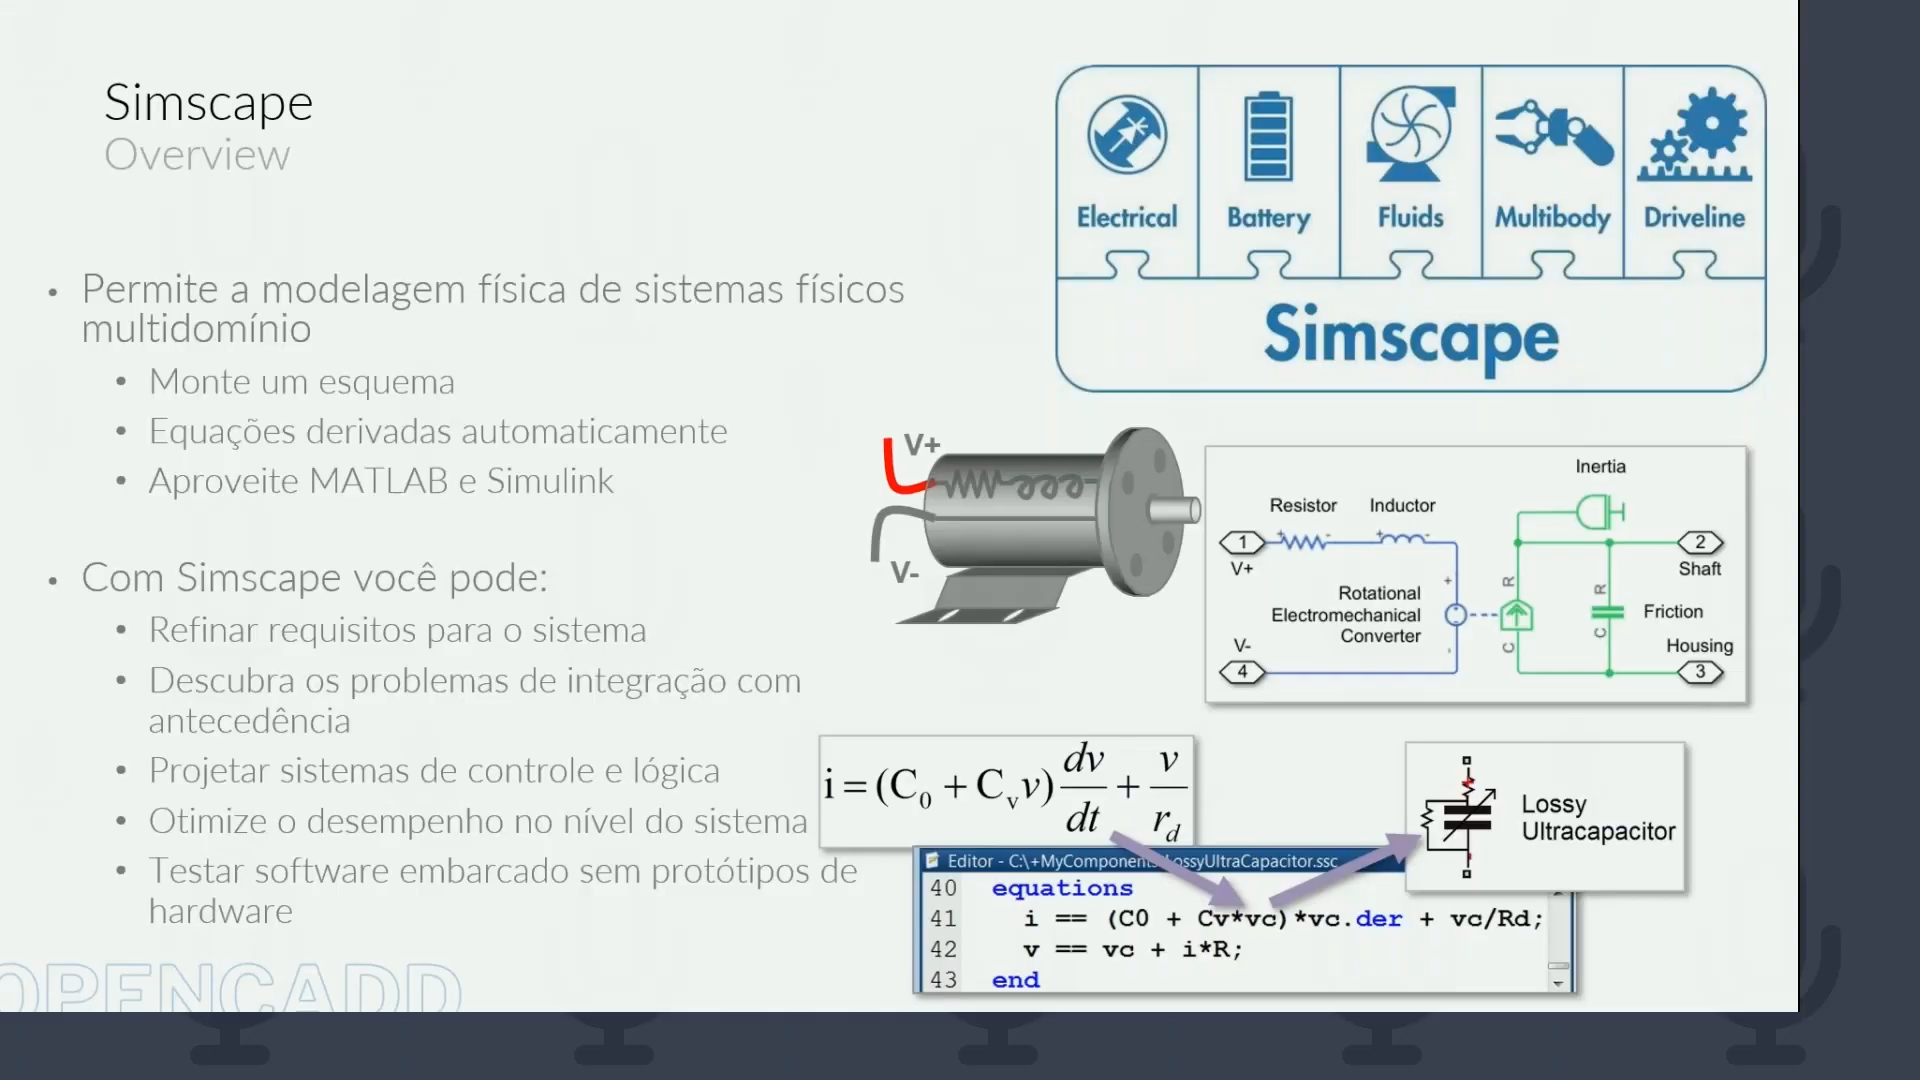 Simscape
Overview
• Permite a modelagem física de sistemas físicos
multidomínio
• Monte um esquema
• Equações derivadas automaticamente
• Aproveite MATLAB e Simulink
• Com Simscape você pode:
• Refinar requisitos para o sistema
• Descubra os problemas de integração com
antecedência
• Projetar sistemas de controle e lógica
• Otimize o desempenho no nível do sistema
• Testar software embarcado sem protótipos de
hardware
OPENCADD
Electrical Battery Fluids Multibody Driveline
Simscape
V+
V-
Inertia
Resistor Inductor
1 2
V+ Shaft
+ - + -
R
R
+
Rotational
Electromechanical
Converter
Friction
C
C
-
V- Housing
4 3
i = (C₀ + Cᵥv) dv/dt + v/r_d
Lossy
Ultracapacitor
Editor - C:\+MyComponents\LossyUltraCapacitor.ssc
40 equations
41 i == (C0 + Cv*vc)*vc.der + vc/Rd;
42 v == vc + i*R;
43 end